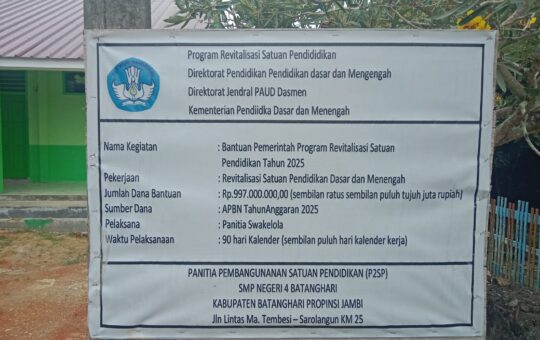 Program Revitalisasi Satuan Pendididikan
Direktorat Pendidikan Pendidikan dasar dan Mengengah
Direktorat Jendral PAUD Dasmen
Kementerian Pendiidka Dasar dan Menengah
Nama Kegiatan : Bantuan Pemerintah Program Revitalisasi Satuan
Pendidikan Tahun 2025
Pekerjaan : Revitalisasi Satuan Pendidikan Dasar dan Menengah
Jumlah Dana Bantuan : Rp.997.000.000,00 (sembilan ratus sembilan puluh tujuh juta rupiah)
Sumber Dana : APBN TahunAnggaran 2025
Pelaksana : Panitia Swakelola
Waktu Pelaksanaan : 90 hari Kalender (sembilan puluh hari kalender kerja)
PANITIA PEMBANGUNANAN SATUAN PENDIDIKAN (P2SP)
SMP NEGERI 4 BATANGHARI
KABUPATEN BATANGHARI PROPINSI JAMBI
Jln Lintas Ma. Tembesi – Sarolangun KM 25